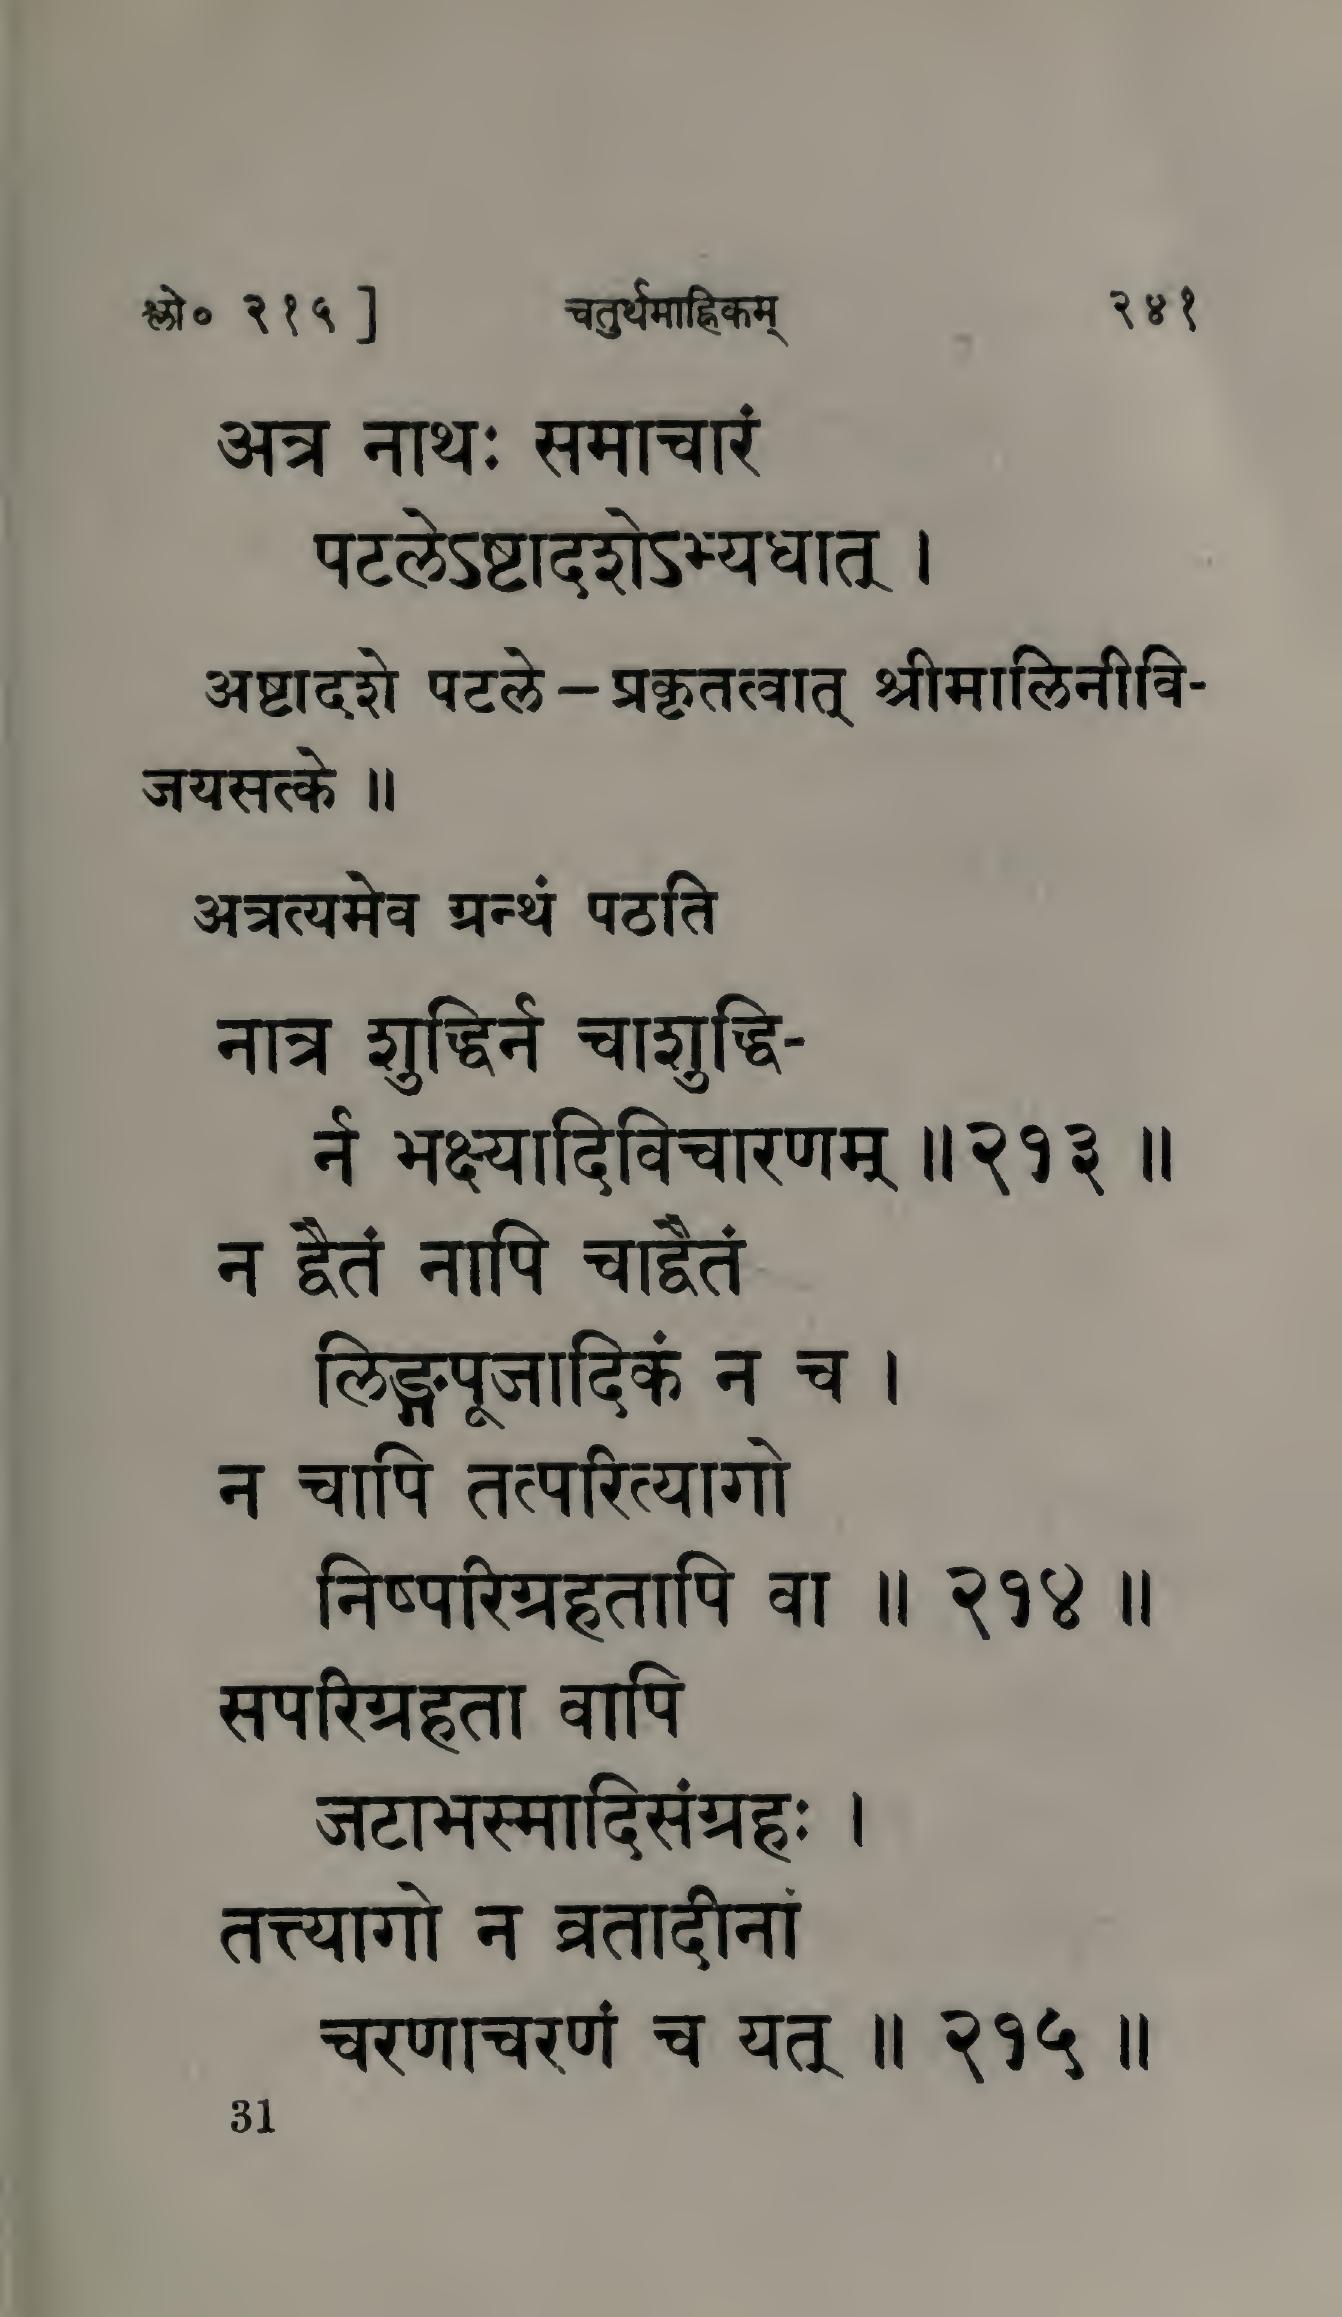 श्लो० २१५ ] चतुर्थमाह्निकम् २४१
अत्र नाथः समाचारं
पटलेऽष्टादशेऽभ्यधात् ।
अष्टादशे पटले – प्रकृतत्वात् श्रीमालिनीवि-
जयसत्के ॥
अत्रत्यमेव ग्रन्थं पठति
नात्र शुद्धिर्न चाशुद्धि-
र्न भक्ष्यादिविचारणम् ॥ २१३ ॥
न द्वैतं नापि चाद्वैतं
लिङ्गपूजादिकं न च ।
न चापि तत्परित्यागो
निष्परिग्रहतापि वा ॥ २१४ ॥
सपरिग्रहता वापि
जटाभस्मादिसंग्रहः ।
तत्त्यागो न व्रतादीनां
चरणाचरणं च यत् ॥ २१५ ॥
31